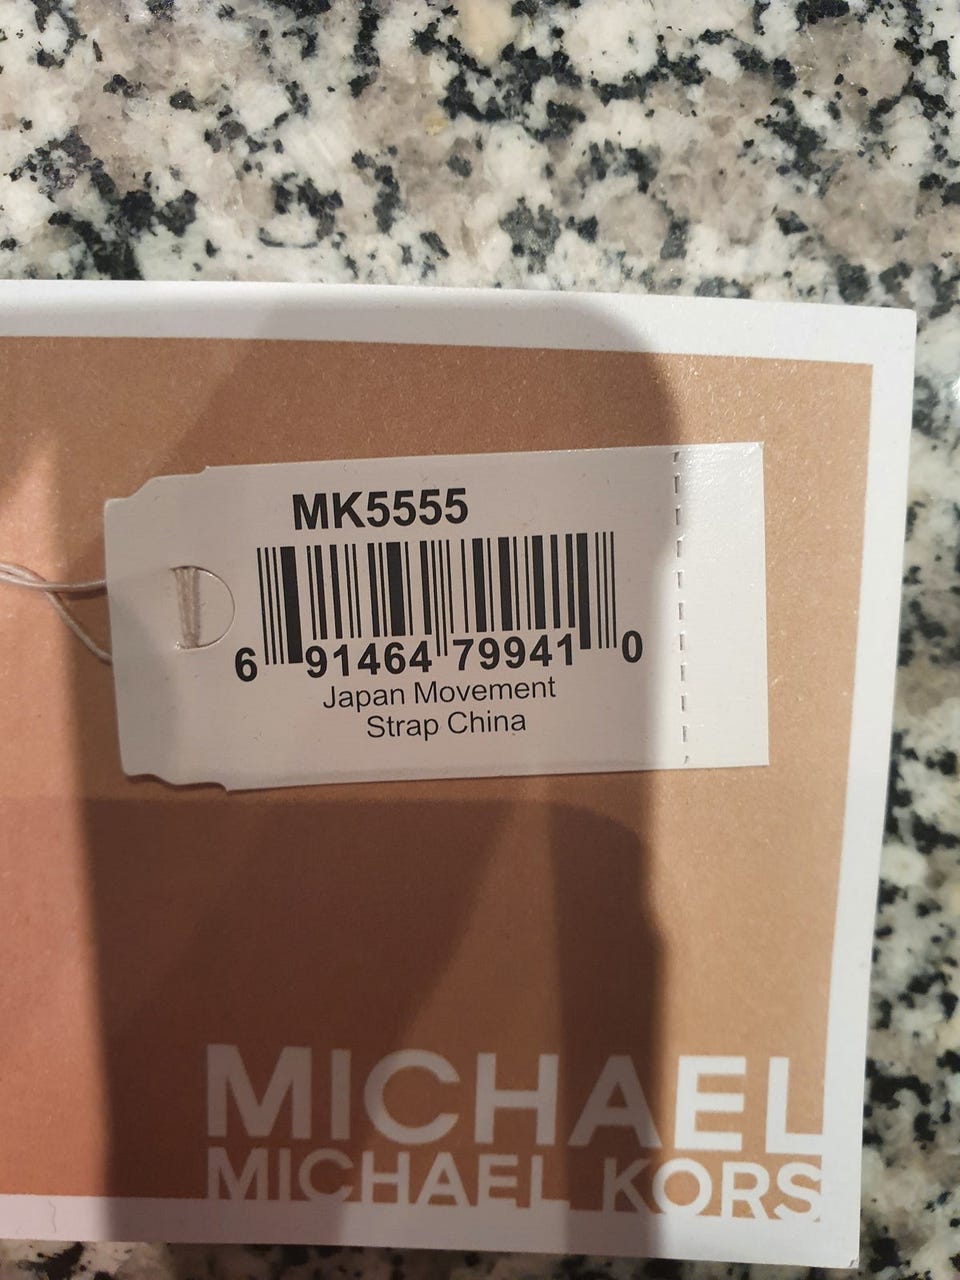 MK5555
6 91464 79941 0
Japan Movement
Strap China
MICHAEL
MICHAEL KORS